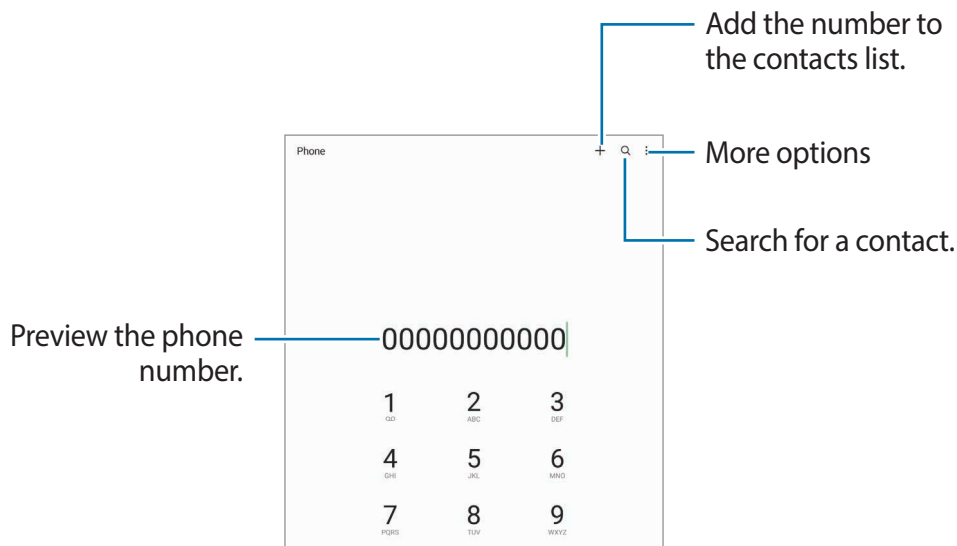 Add the number to
the contacts list.
Phone
More options
Search for a contact.
Preview the phone
number.
00000000000
1 2 3
ABC DEF
4 5 6
GHI JKL MNO
7 8 9
PQRS TUV WXYZ